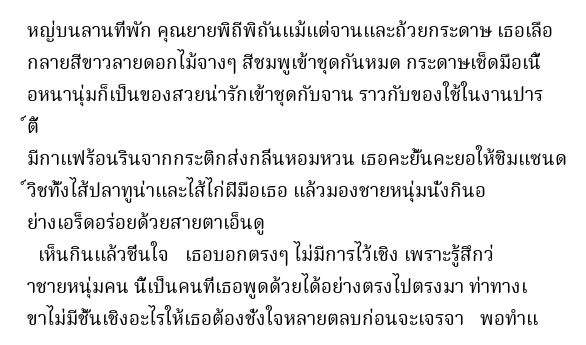 หญ่บนลานที่พัก คุณยายพิถีพิถันแม้แต่จานและถ้วยกระดาษ เธอเลือ
กลายสีขาวลายดอกไม้จางๆ สีชมพูเข้าชุดกันหมด กระดาษเช็ดมือเนื้
อหนานุ่มก็เป็นของสวยน่ารักเข้าชุดกับจาน ราวกับของใช้ในงานปาร
์ตี้
มีกาแฟร้อนรินจากกระติกส่งกลิ่นหอมหวน เธอคะยั้นคะยอให้ชิมแซนด
์วิชทั้งไส้ปลาทูน่าและไส้ไก่ฝีมือเธอ แล้วมองชายหนุ่มนั่งกินอ
ย่างเอร็ดอร่อยด้วยสายตาเอ็นดู
เห็นกินแล้วชื่นใจ   เธอบอกตรงๆ ไม่มีการไว้เชิง เพราะรู้สึกว่
าชายหนุ่มคน นี้เป็นคนที่เธอพูดด้วยได้อย่างตรงไปตรงมา ท่าทางเ
ขาไม่มีชั้นเชิงอะไรให้เธอต้องชั่งใจหลายตลบก่อนจะเจรจา   พอทำแ